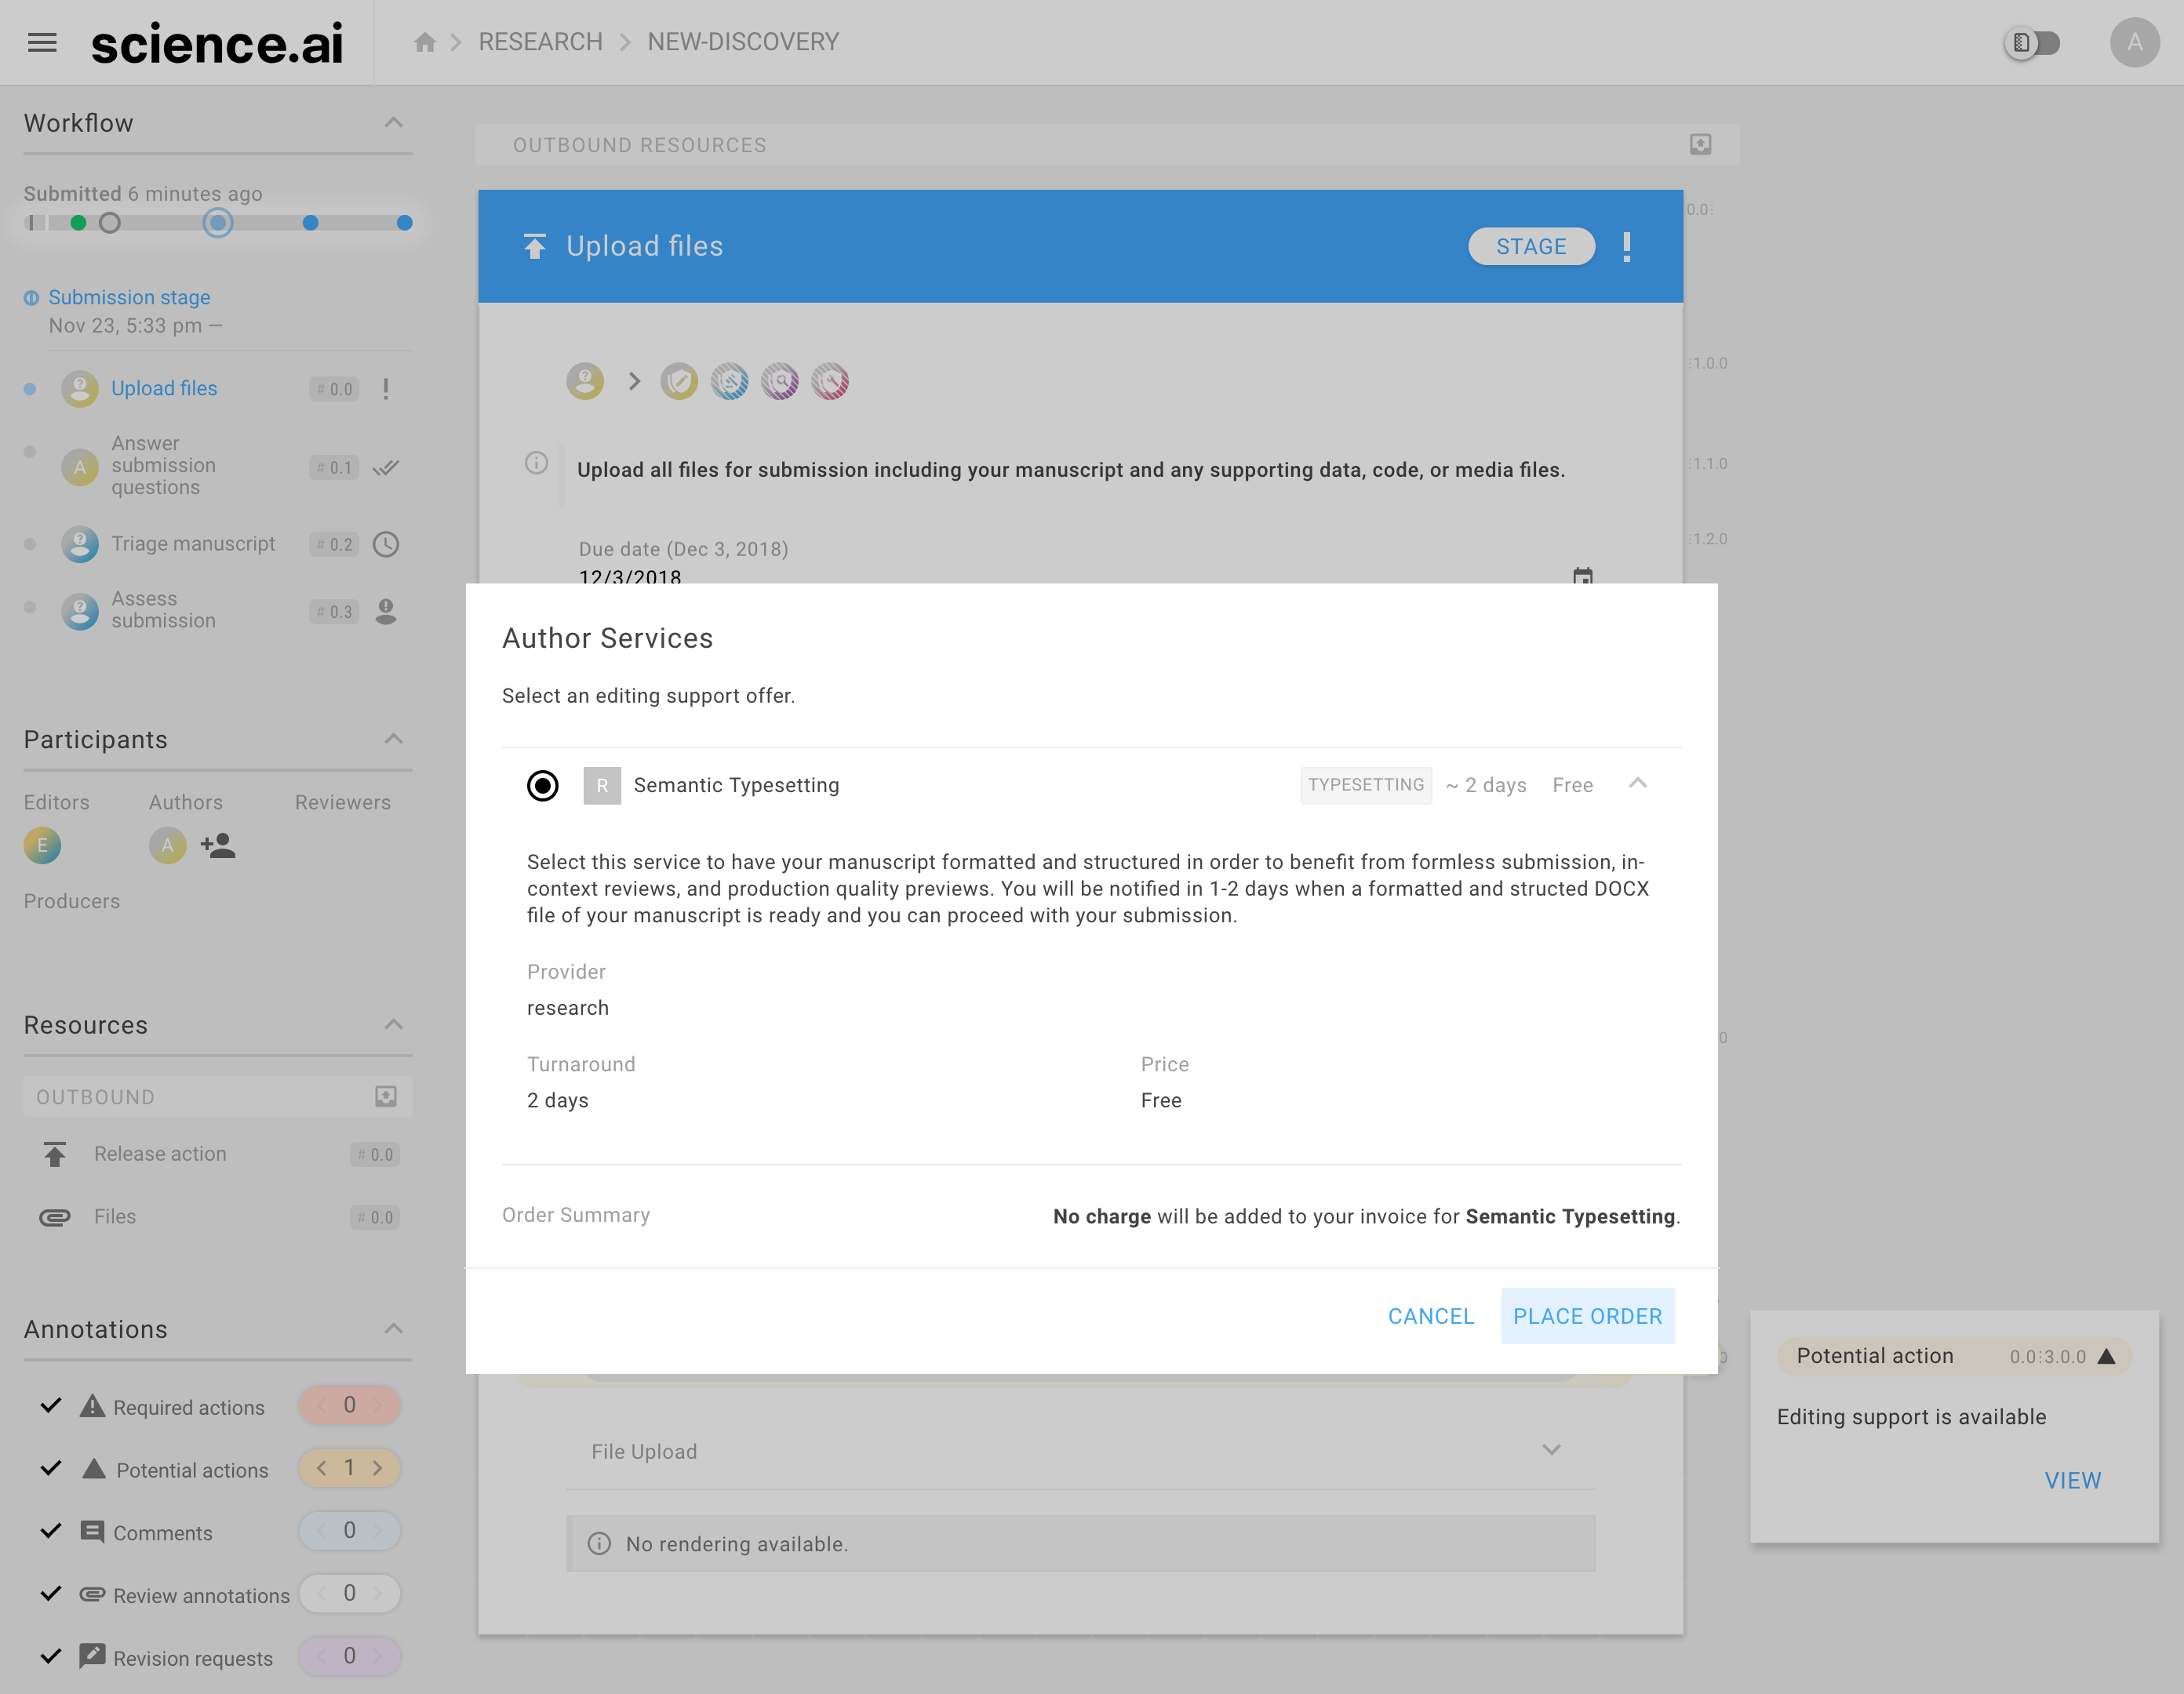 science.ai
RESEARCH
NEW-DISCOVERY
A
Workflow
Submitted 6 minutes ago
Submission stage
Nov 23, 5:33 pm —
Upload files
# 0.0
Answer
submission
questions
A
# 0.1
Triage manuscript
# 0.2
Assess
submission
# 0.3
Participants
Editors
Authors
Reviewers
E
A
Producers
Resources
OUTBOUND
Release action
# 0.0
Files
# 0.0
Annotations
Required actions
0
Potential actions
1
Comments
0
Review annotations
0
Revision requests
0
OUTBOUND RESOURCES
Upload files
STAGE
0.0
1.0.0
Upload all files for submission including your manuscript and any supporting data, code, or media files.
1.1.0
Due date (Dec 3, 2018)
1.2.0
12/3/2018
Author Services
Select an editing support offer.
R
Semantic Typesetting
TYPESETTING
~ 2 days
Free
Select this service to have your manuscript formatted and structured in order to benefit from formless submission, in-
context reviews, and production quality previews. You will be notified in 1-2 days when a formatted and structed DOCX
file of your manuscript is ready and you can proceed with your submission.
Provider
research
Turnaround
Price
2 days
Free
Order Summary
No charge will be added to your invoice for Semantic Typesetting.
CANCEL
PLACE ORDER
File Upload
No rendering available.
Potential action
0.0:3.0.0
Editing support is available
VIEW